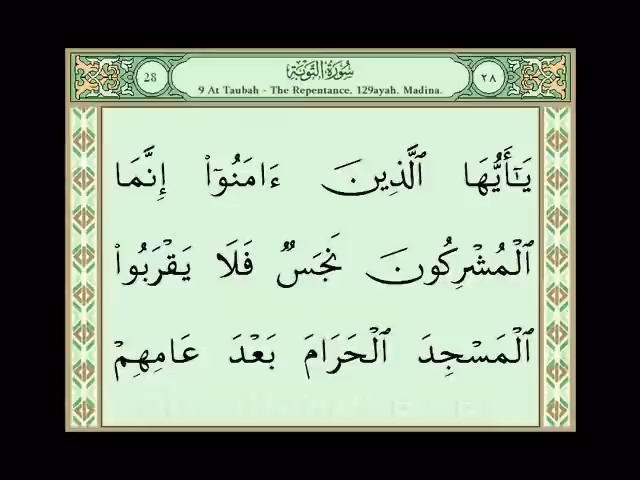 28
سُورَةُ التَّوْبَةِ
٢٨
9 At Taubah - The Repentance, 129ayah. Madina.
يَـٰٓأَيُّهَا ٱلَّذِينَ ءَامَنُوٓا۟ إِنَّمَا
ٱلْمُشْرِكُونَ نَجَسٌ فَلَا يَقْرَبُوا۟
ٱلْمَسْجِدَ ٱلْحَرَامَ بَعْدَ عَامِهِمْ